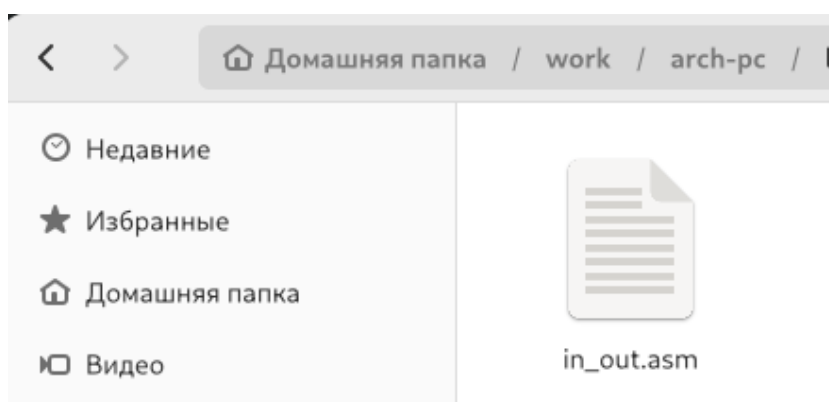 Домашняя папка / work / arch-pc /
Недавние
Избранные
Домашняя папка
Видео
in_out.asm